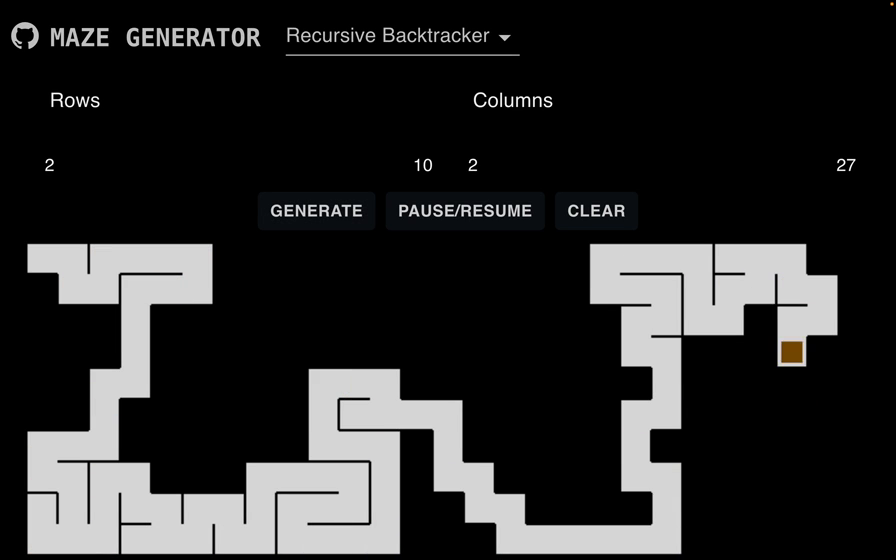 MAZE GENERATOR Recursive Backtracker
Rows Columns
2 10 2 27
GENERATE PAUSE/RESUME CLEAR